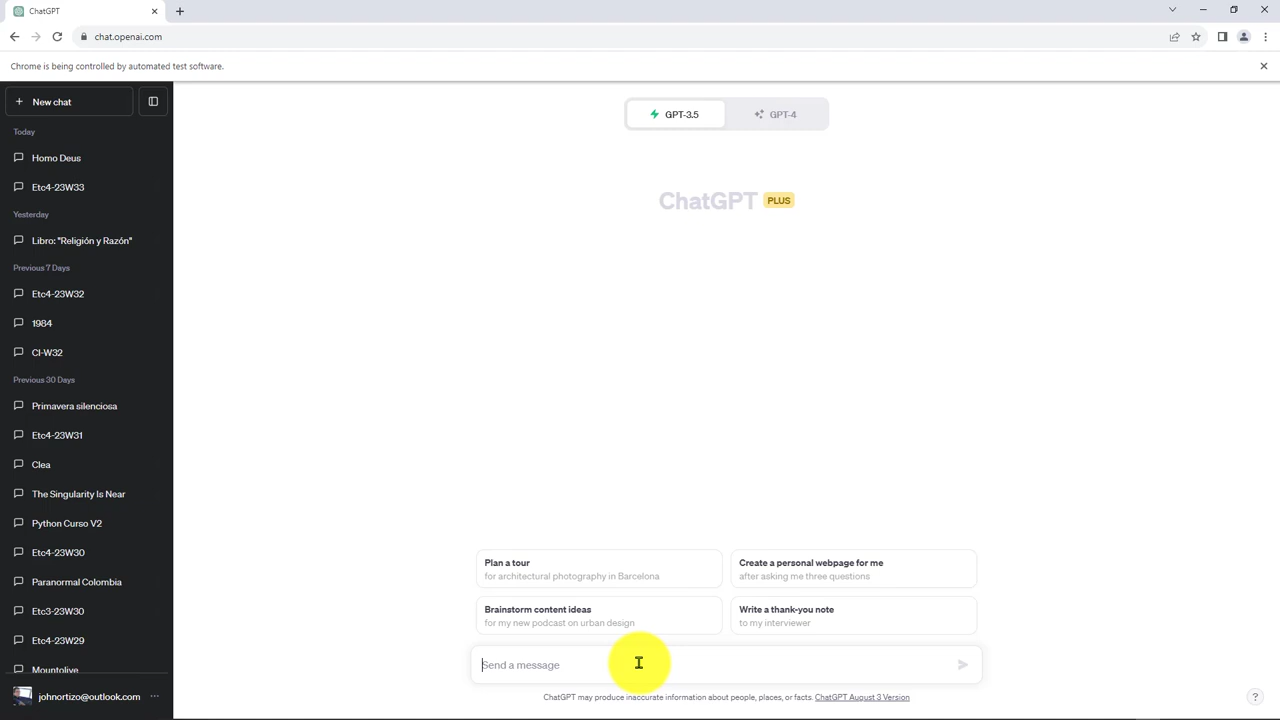 ChatGPT
chat.openai.com
Chrome is being controlled by automated test software.
New chat
Today
Homo Deus
Etc4-23W33
Yesterday
Libro: "Religión y Razón"
Previous 7 Days
Etc4-23W32
1984
CI-W32
Previous 30 Days
Primavera silenciosa
Etc4-23W31
Clea
The Singularity Is Near
Python Curso V2
Etc4-23W30
Paranormal Colombia
Etc3-23W30
Etc4-23W29
Mountolive
johnortizo@outlook.com
GPT-3.5 GPT-4
ChatGPT PLUS
Plan a tour
for architectural photography in Barcelona
Create a personal webpage for me
after asking me three questions
Brainstorm content ideas
for my new podcast on urban design
Write a thank-you note
to my interviewer
Send a message
ChatGPT may produce inaccurate information about people, places, or facts. ChatGPT August 3 Version
?